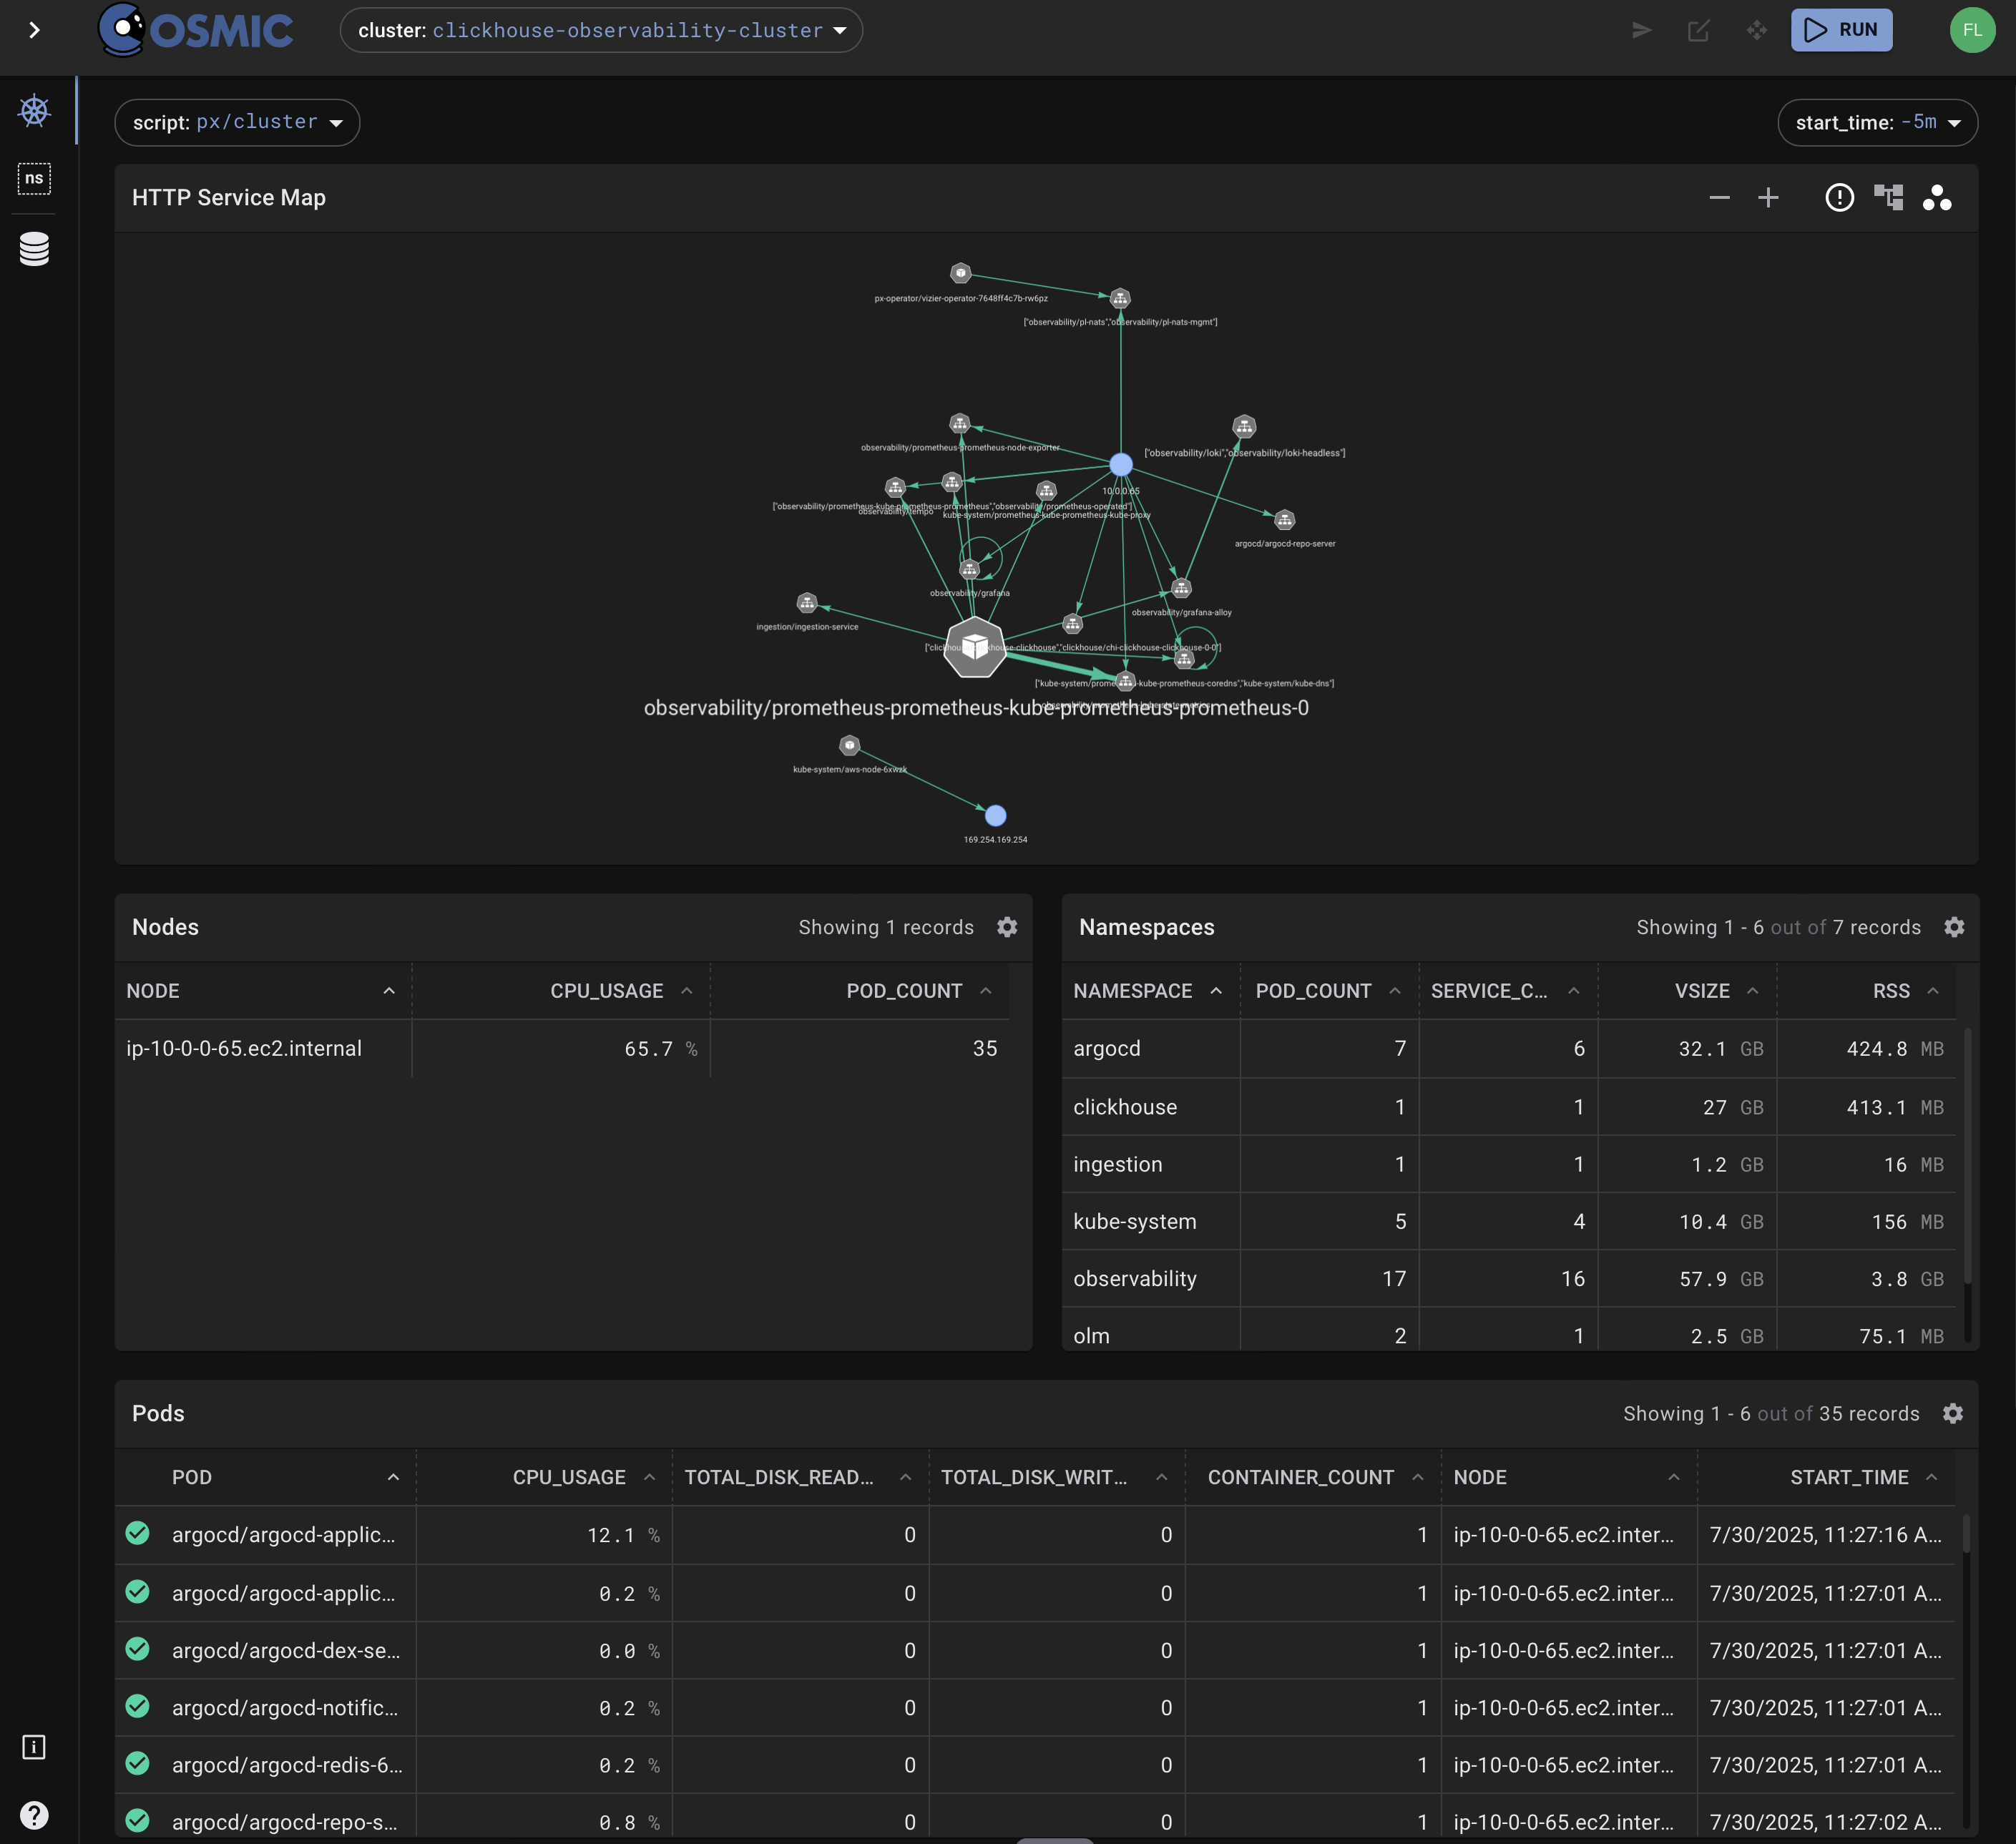 OSMIC
cluster: clickhouse-observability-cluster
RUN
FL
script: px/cluster
start_time: -5m
ns
HTTP Service Map
px-operator/vizier-operator-7648ff4c7b-rw6pz
["observability/pl-nats","observability/pl-nats-mgmt"]
observability/prometheus-prometheus-node-exporter
["observability/loki","observability/loki-headless"]
10.0.0.65
["observability/prometheus-kube-prometheus-prometheus","observability/prometheus-operated"]
observability/tempo
kube-system/prometheus-kube-prometheus-kube-proxy
argocd/argocd-repo-server
observability/grafana
observability/grafana-alloy
ingestion/ingestion-service
clickhouse","clickhouse/chi-clickhouse-clickhouse-0-0"]
-kube-prometheus-coredns","kube-system/kube-dns"]
observability/prometheus-prometheus-kube-prometheus-prometheus-0
kube-system/aws-node-6xwzk
169.254.169.254
Nodes
Showing 1 records
NODE CPU_USAGE POD_COUNT
ip-10-0-0-65.ec2.internal 65.7 % 35
Namespaces
Showing 1 - 6 out of 7 records
NAMESPACE POD_COUNT SERVICE_C... VSIZE RSS
argocd 7 6 32.1 GB 424.8 MB
clickhouse 1 1 27 GB 413.1 MB
ingestion 1 1 1.2 GB 16 MB
kube-system 5 4 10.4 GB 156 MB
observability 17 16 57.9 GB 3.8 GB
olm 2 1 2.5 GB 75.1 MB
Pods
Showing 1 - 6 out of 35 records
POD CPU_USAGE TOTAL_DISK_READ... TOTAL_DISK_WRIT... CONTAINER_COUNT NODE START_TIME
argocd/argocd-applic... 12.1 % 0 0 1 ip-10-0-0-65.ec2.inter... 7/30/2025, 11:27:16 A...
argocd/argocd-applic... 0.2 % 0 0 1 ip-10-0-0-65.ec2.inter... 7/30/2025, 11:27:01 A...
argocd/argocd-dex-se... 0.0 % 0 0 1 ip-10-0-0-65.ec2.inter... 7/30/2025, 11:27:01 A...
argocd/argocd-notific... 0.2 % 0 0 1 ip-10-0-0-65.ec2.inter... 7/30/2025, 11:27:01 A...
argocd/argocd-redis-6... 0.2 % 0 0 1 ip-10-0-0-65.ec2.inter... 7/30/2025, 11:27:01 A...
argocd/argocd-repo-s... 0.8 % 0 0 1 ip-10-0-0-65.ec2.inter... 7/30/2025, 11:27:02 A...